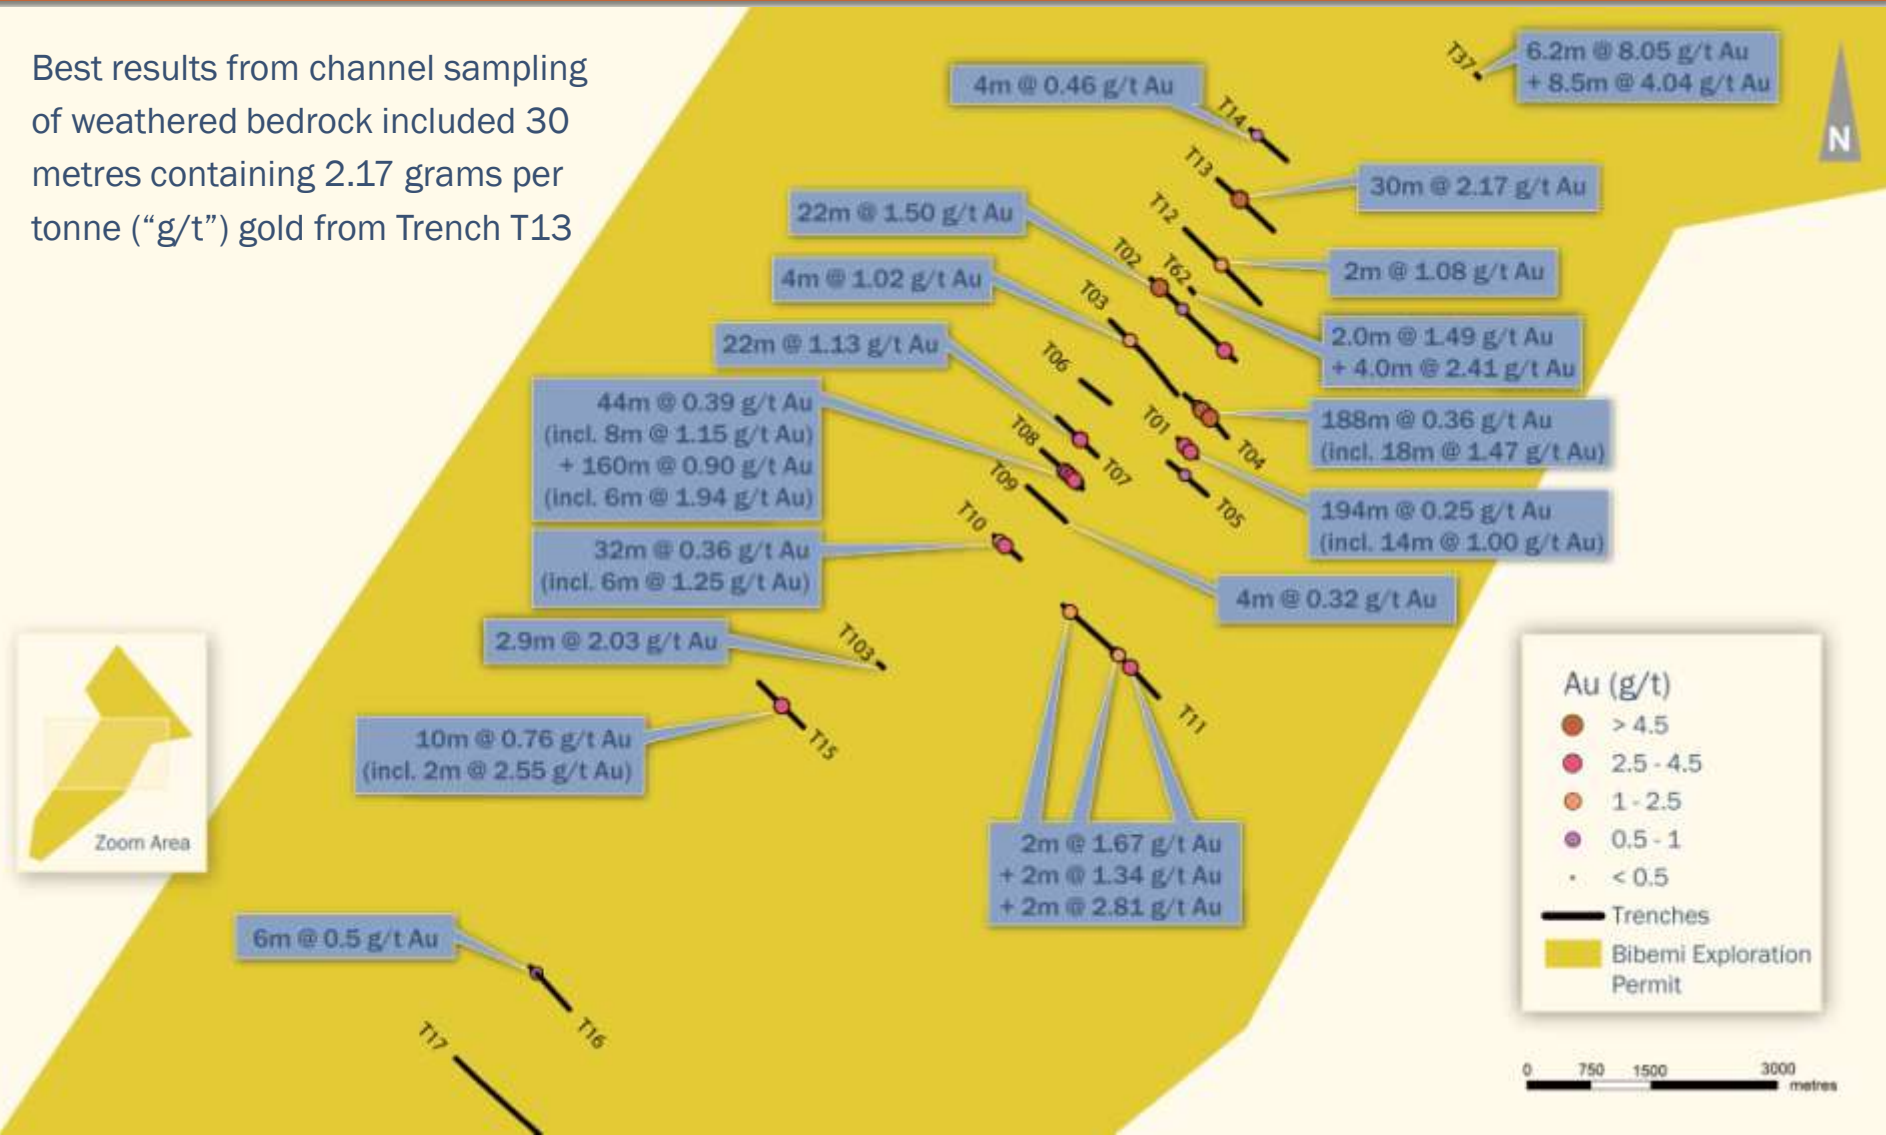 Best results from channel sampling
of weathered bedrock included 30
metres containing 2.17 grams per
tonne (“g/t”) gold from Trench T13
T37
6.2m @ 8.05 g/t Au
+ 8.5m @ 4.04 g/t Au
N
4m @ 0.46 g/t Au
T14
T13
30m @ 2.17 g/t Au
22m @ 1.50 g/t Au
T12
2m @ 1.08 g/t Au
T02
T62
4m @ 1.02 g/t Au
T03
2.0m @ 1.49 g/t Au
+ 4.0m @ 2.41 g/t Au
22m @ 1.13 g/t Au
T06
44m @ 0.39 g/t Au
(incl. 8m @ 1.15 g/t Au)
+ 160m @ 0.90 g/t Au
(incl. 6m @ 1.94 g/t Au)
T08
T07
T01
T04
188m @ 0.36 g/t Au
(incl. 18m @ 1.47 g/t Au)
T09
T05
194m @ 0.25 g/t Au
(incl. 14m @ 1.00 g/t Au)
T10
32m @ 0.36 g/t Au
(incl. 6m @ 1.25 g/t Au)
4m @ 0.32 g/t Au
2.9m @ 2.03 g/t Au
T103
T11
10m @ 0.76 g/t Au
(incl. 2m @ 2.55 g/t Au)
T15
2m @ 1.67 g/t Au
+ 2m @ 1.34 g/t Au
+ 2m @ 2.81 g/t Au
Zoom Area
6m @ 0.5 g/t Au
T16
T17
Au (g/t)
> 4.5
2.5 - 4.5
1 - 2.5
0.5 - 1
< 0.5
Trenches
Bibemi Exploration
Permit
0 750 1500 3000
metres